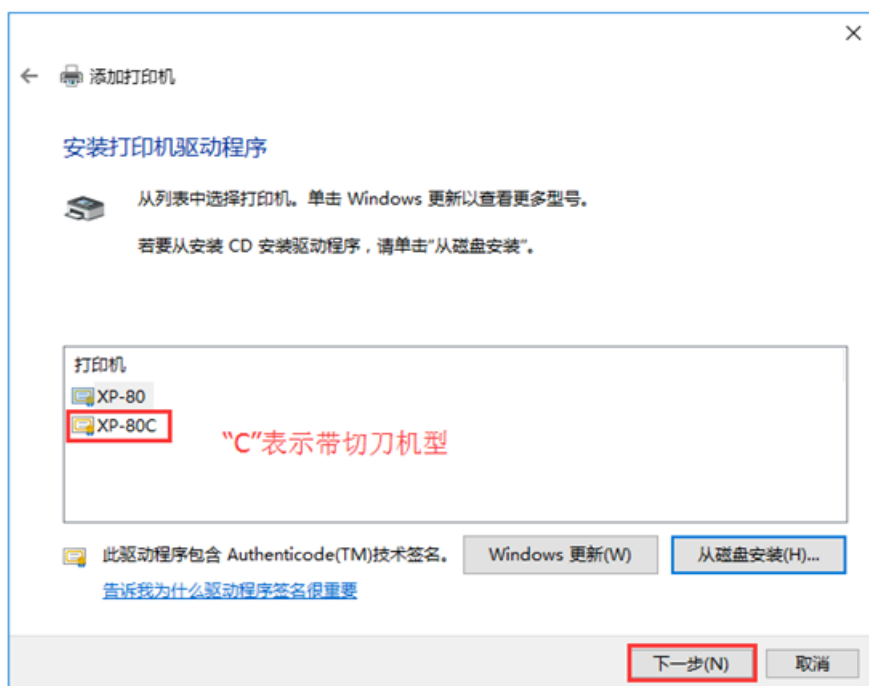 添加打印机
安装打印机驱动程序
从列表中选择打印机。单击 Windows 更新以查看更多型号。
若要从安装 CD 安装驱动程序，请单击“从磁盘安装”。
打印机
XP-80
XP-80C
“C”表示带切刀机型
此驱动程序包含 Authenticode(TM)技术签名。
Windows 更新(W)
从磁盘安装(H)...
告诉我为什么驱动程序签名很重要
下一步(N)
取消